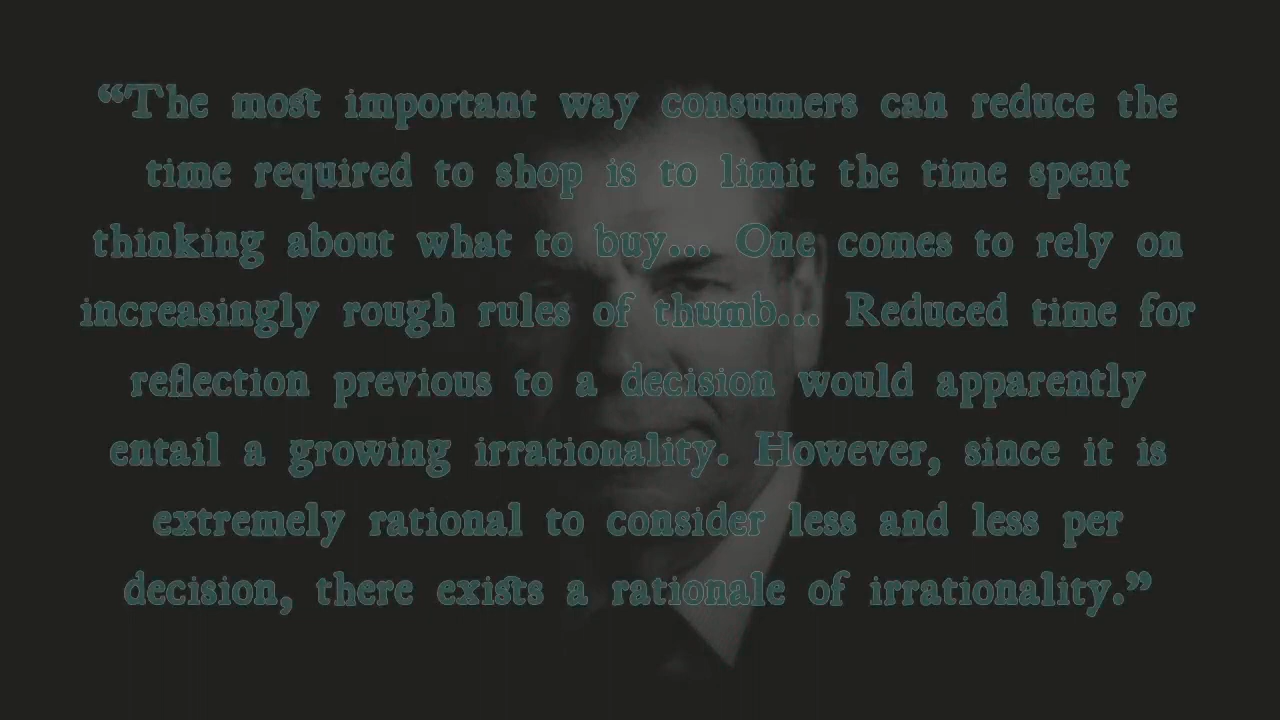 “The most important way consumers can reduce the
time required to shop is to limit the time spent
thinking about what to buy... One comes to rely on
increasingly rough rules of thumb... Reduced time for
reflection previous to a decision would apparently
entail a growing irrationality. However, since it is
extremely rational to consider less and less per
decision, there exists a rationale of irrationality.”